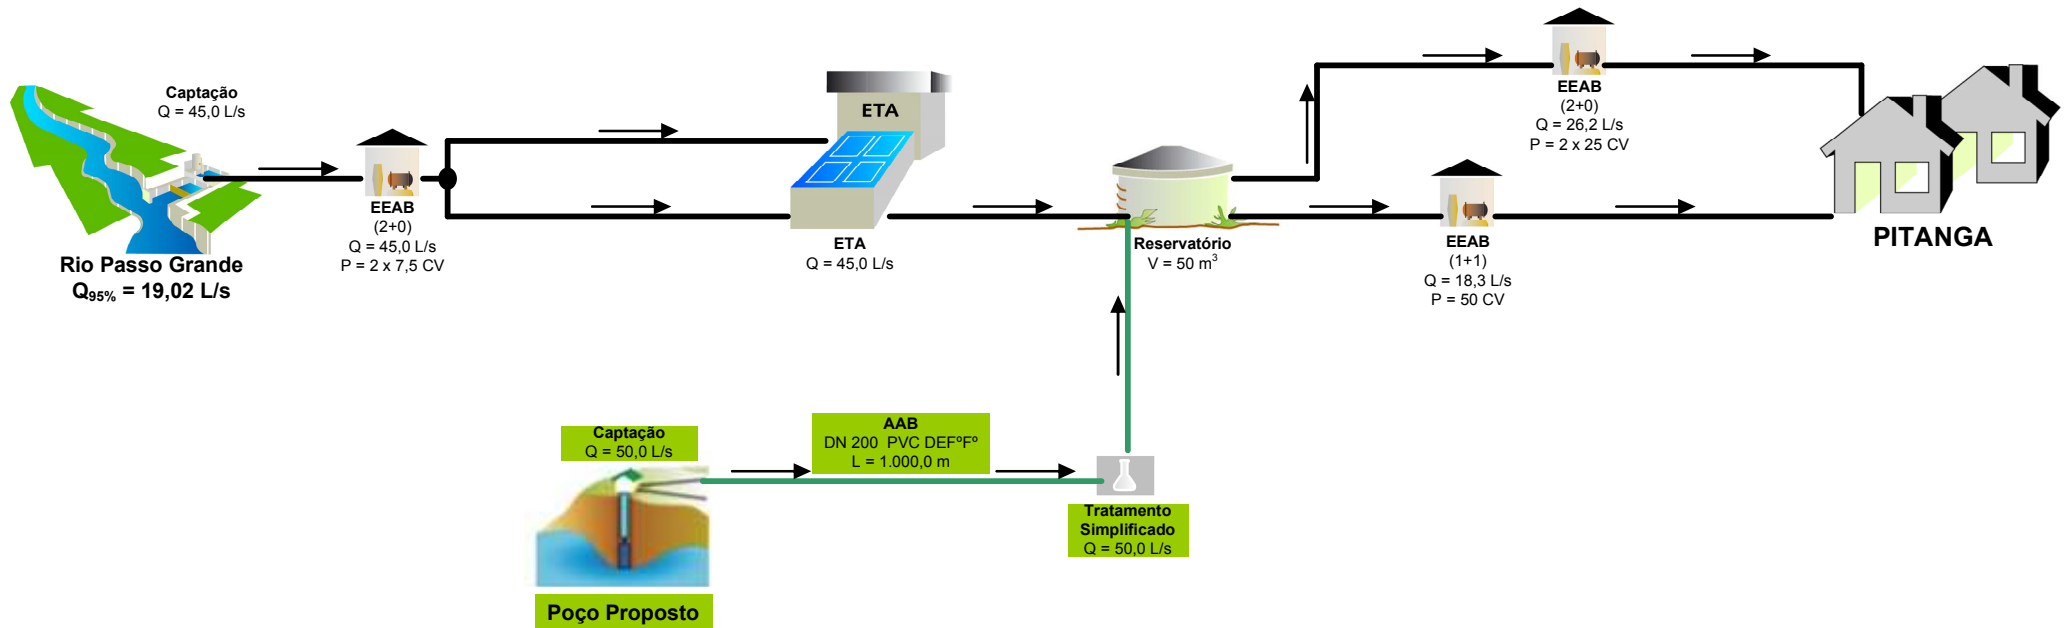 Captação
Q = 45,0 L/s
EEAB
(2+0)
Q = 45,0 L/s
P = 2 x 7,5 CV
Rio Passo Grande
Q95% = 19,02 L/s
ETA
ETA
Q = 45,0 L/s
Reservatório
V = 50 m³
EEAB
(2+0)
Q = 26,2 L/s
P = 2 x 25 CV
EEAB
(1+1)
Q = 18,3 L/s
P = 50 CV
PITANGA
Captação
Q = 50,0 L/s
AAB
DN 200 PVC DEFºFº
L = 1.000,0 m
Tratamento
Simplificado
Q = 50,0 L/s
Poço Proposto